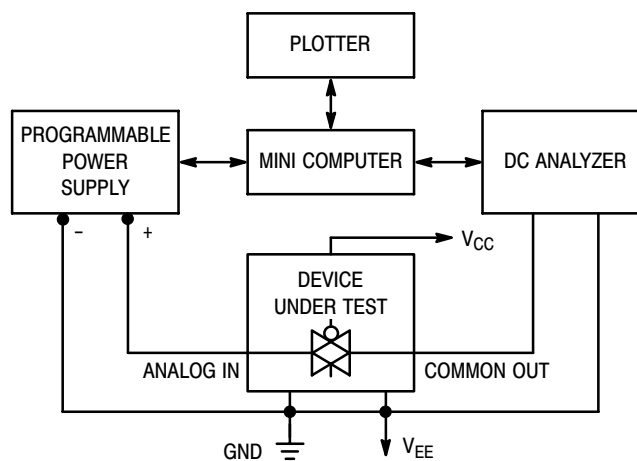 PLOTTER
PROGRAMMABLE
POWER
SUPPLY
MINI COMPUTER
DC ANALYZER
− +
VCC
DEVICE
UNDER TEST
ANALOG IN
COMMON OUT
GND
VEE